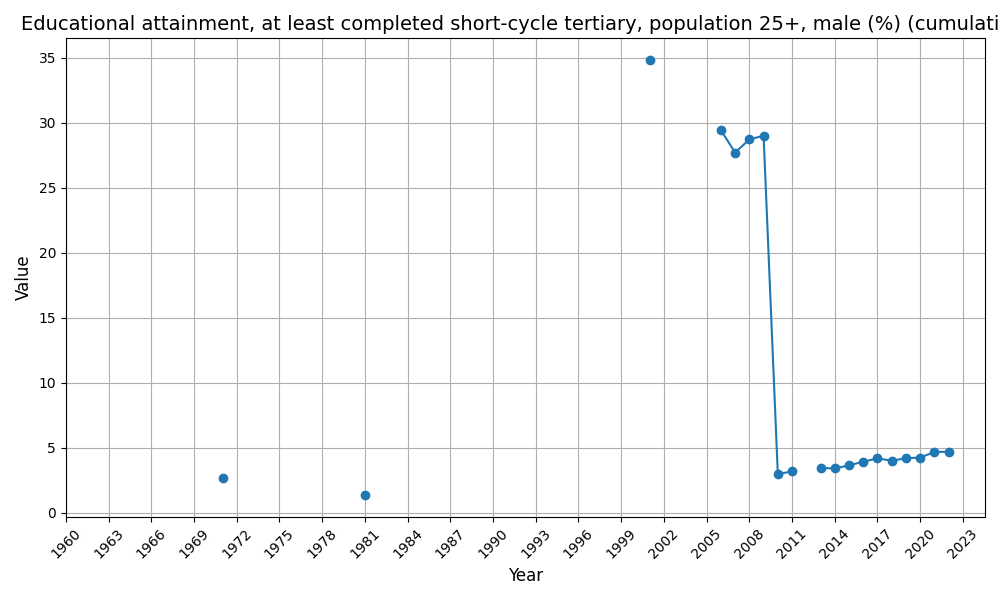 Educational attainment, at least completed short-cycle tertiary, population 25+, male (%) (cumulati
35
30
25
20
15
10
5
0
Value
1960 1963 1966 1969 1972 1975 1978 1981 1984 1987 1990 1993 1996 1999 2002 2005 2008 2011 2014 2017 2020 2023
Year